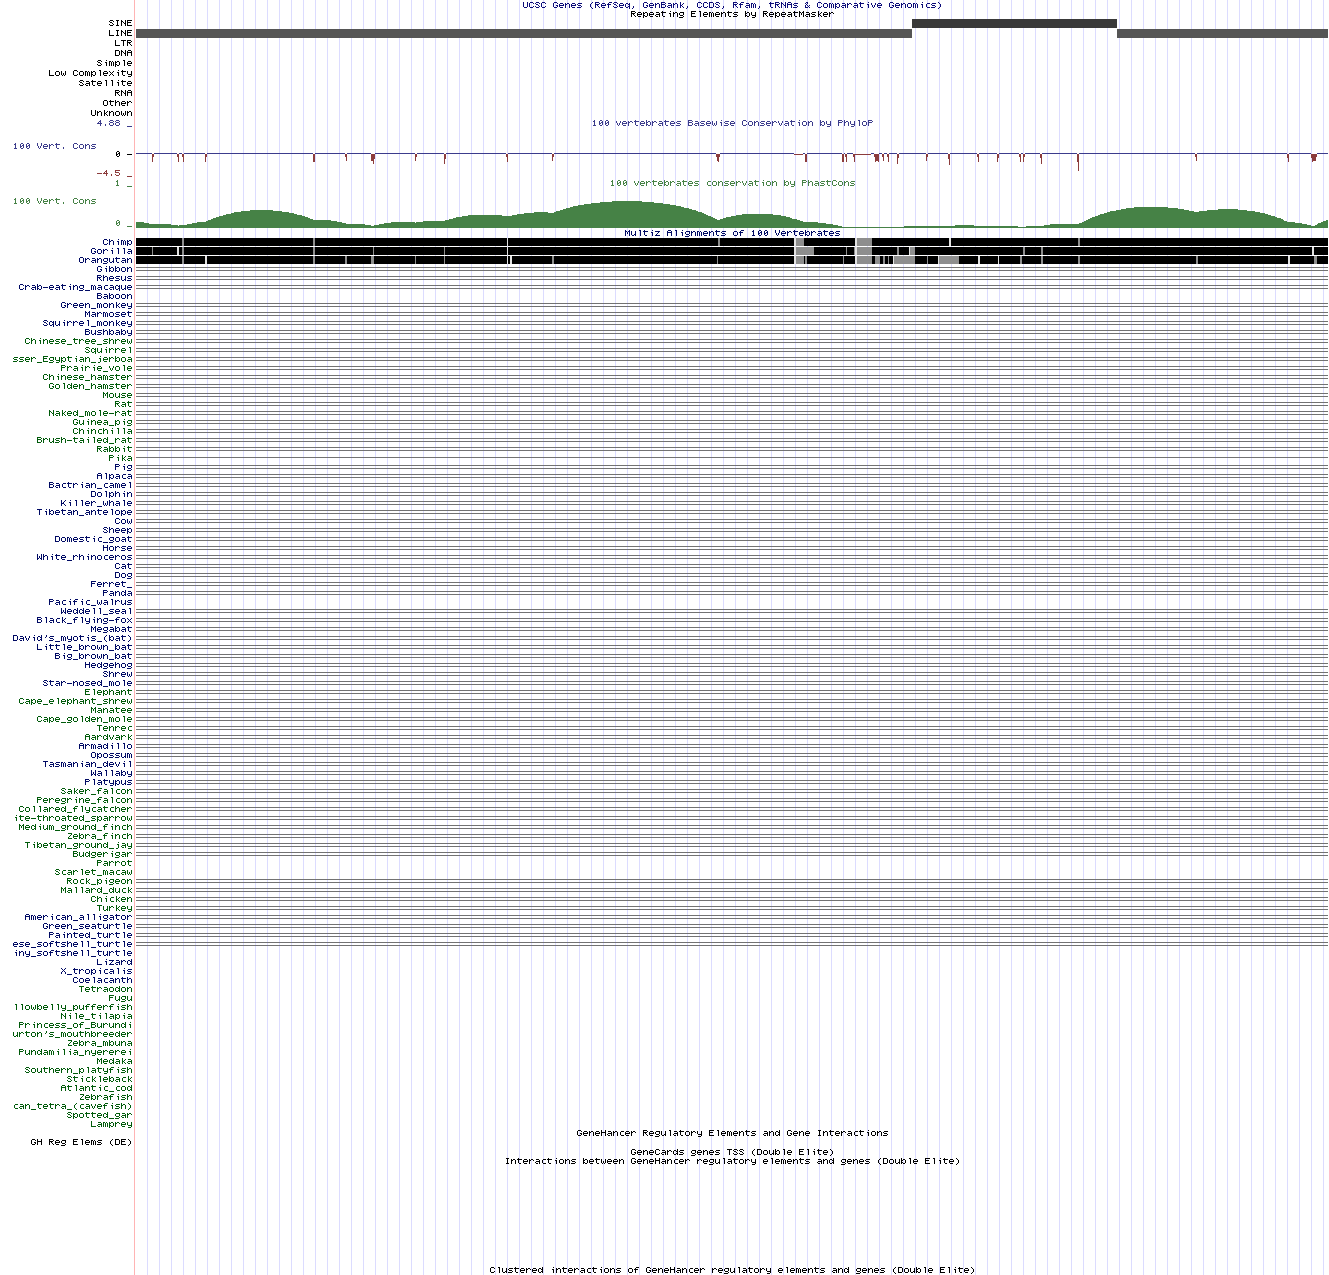 UCSC Genes (RefSeq, GenBank, CCDS, Rfam, tRNAs & Comparative Genomics)
Repeating Elements by RepeatMasker
SINE
LINE
LTR
DNA
Simple
Low Complexity
Satellite
RNA
Other
Unknown
4.88 _
100 vertebrates Basewise Conservation by PhyloP
100 Vert. Cons
0 -
-4.5 _
1 _
100 vertebrates conservation by PhastCons
100 Vert. Cons
0 _
Multiz Alignments of 100 Vertebrates
Chimp
Gorilla
Orangutan
Gibbon
Rhesus
Crab-eating_macaque
Baboon
Green_monkey
Marmoset
Squirrel_monkey
Bushbaby
Chinese_tree_shrew
Squirrel
sser_Egyptian_jerboa
Prairie_vole
Chinese_hamster
Golden_hamster
Mouse
Rat
Naked_mole-rat
Guinea_pig
Chinchilla
Brush-tailed_rat
Rabbit
Pika
Pig
Alpaca
Bactrian_camel
Dolphin
Killer_whale
Tibetan_antelope
Cow
Sheep
Domestic_goat
Horse
White_rhinoceros
Cat
Dog
Ferret_
Panda
Pacific_walrus
Weddell_seal
Black_flying-fox
Megabat
David's_myotis_(bat)
Little_brown_bat
Big_brown_bat
Hedgehog
Shrew
Star-nosed_mole
Elephant
Cape_elephant_shrew
Manatee
Cape_golden_mole
Tenrec
Aardvark
Armadillo
Opossum
Tasmanian_devil
Wallaby
Platypus
Saker_falcon
Peregrine_falcon
Collared_flycatcher
ite-throated_sparrow
Medium_ground_finch
Zebra_finch
Tibetan_ground_jay
Budgerigar
Parrot
Scarlet_macaw
Rock_pigeon
Mallard_duck
Chicken
Turkey
American_alligator
Green_seaturtle
Painted_turtle
ese_softshell_turtle
iny_softshell_turtle
Lizard
X_tropicalis
Coelacanth
Tetraodon
Fugu
llowbelly_pufferfish
Nile_tilapia
Princess_of_Burundi
urton's_mouthbreeder
Zebra_mbuna
Pundamilia_nyererei
Medaka
Southern_platyfish
Stickleback
Atlantic_cod
Zebrafish
can_tetra_(cavefish)
Spotted_gar
Lamprey
GeneHancer Regulatory Elements and Gene Interactions
GH Reg Elems (DE)
GeneCards genes TSS (Double Elite)
Interactions between GeneHancer regulatory elements and genes (Double Elite)
Clustered interactions of GeneHancer regulatory elements and genes (Double Elite)